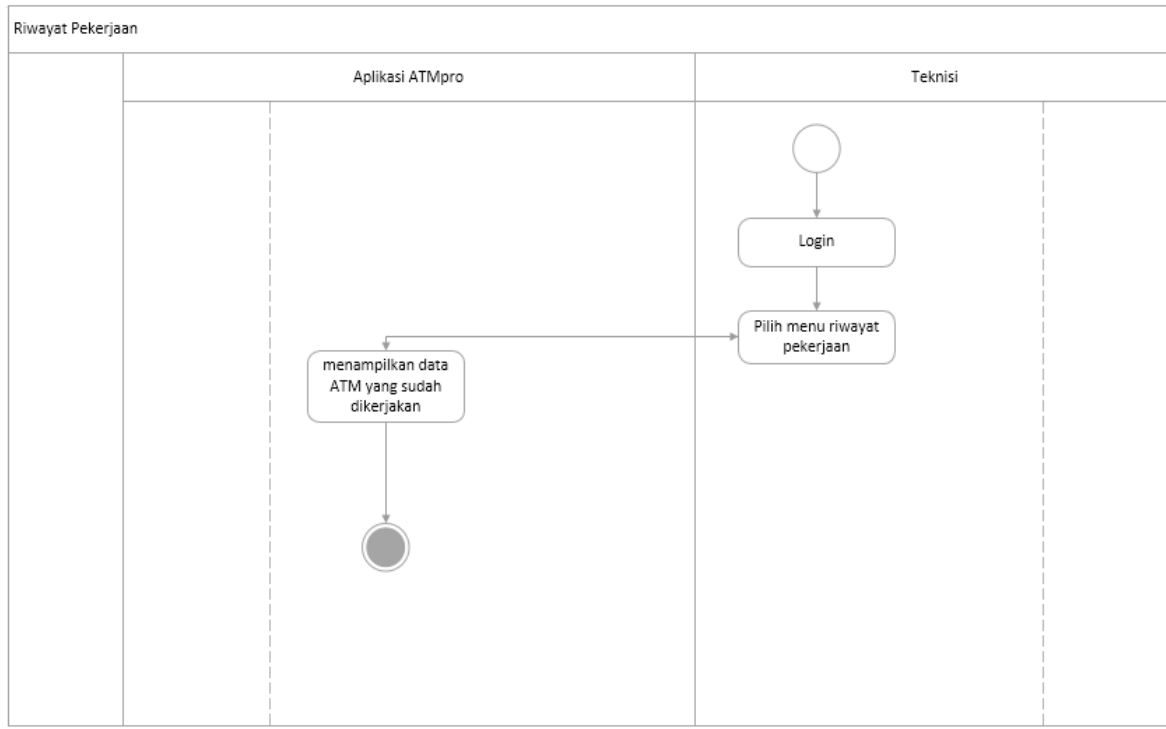 Riwayat Pekerjaan
Aplikasi ATMpro
Teknisi
Login
Pilih menu riwayat
pekerjaan
menampilkan data
ATM yang sudah
dikerjakan